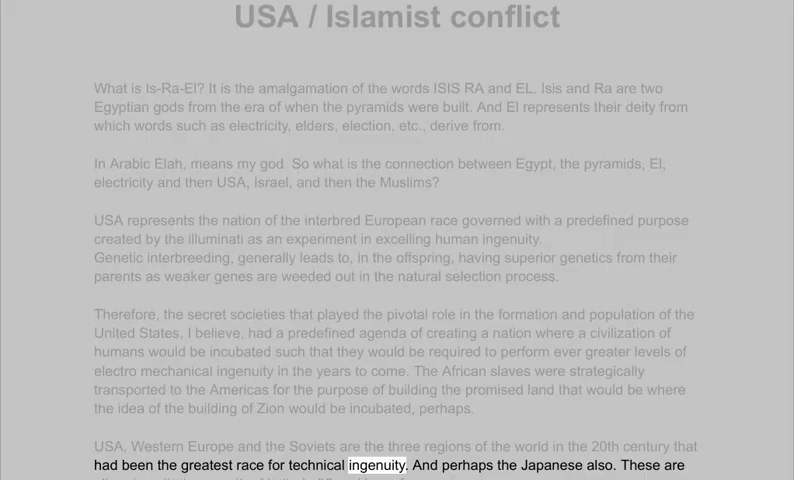 USA / Islamist conflict
What is Is-Ra-El? It is the amalgamation of the words ISIS RA and EL. Isis and Ra are two
Egyptian gods from the era of when the pyramids were built. And El represents their deity from
which words such as electricity, elders, election, etc., derive from.
In Arabic Elah, means my god. So what is the connection between Egypt, the pyramids, El,
electricity and then USA, Israel, and then the Muslims?
USA represents the nation of the interbred European race governed with a predefined purpose
created by the illuminati as an experiment in excelling human ingenuity.
Genetic interbreeding, generally leads to, in the offspring, having superior genetics from their
parents as weaker genes are weeded out in the natural selection process.
Therefore, the secret societies that played the pivotal role in the formation and population of the
United States, I believe, had a predefined agenda of creating a nation where a civilization of
humans would be incubated such that they would be required to perform ever greater levels of
electro mechanical ingenuity in the years to come. The African slaves were strategically
transported to the Americas for the purpose of building the promised land that would be where
the idea of the building of Zion would be incubated, perhaps.
USA, Western Europe and the Soviets are the three regions of the world in the 20th century that
had been the greatest race for technical ingenuity. And perhaps the Japanese also. These are